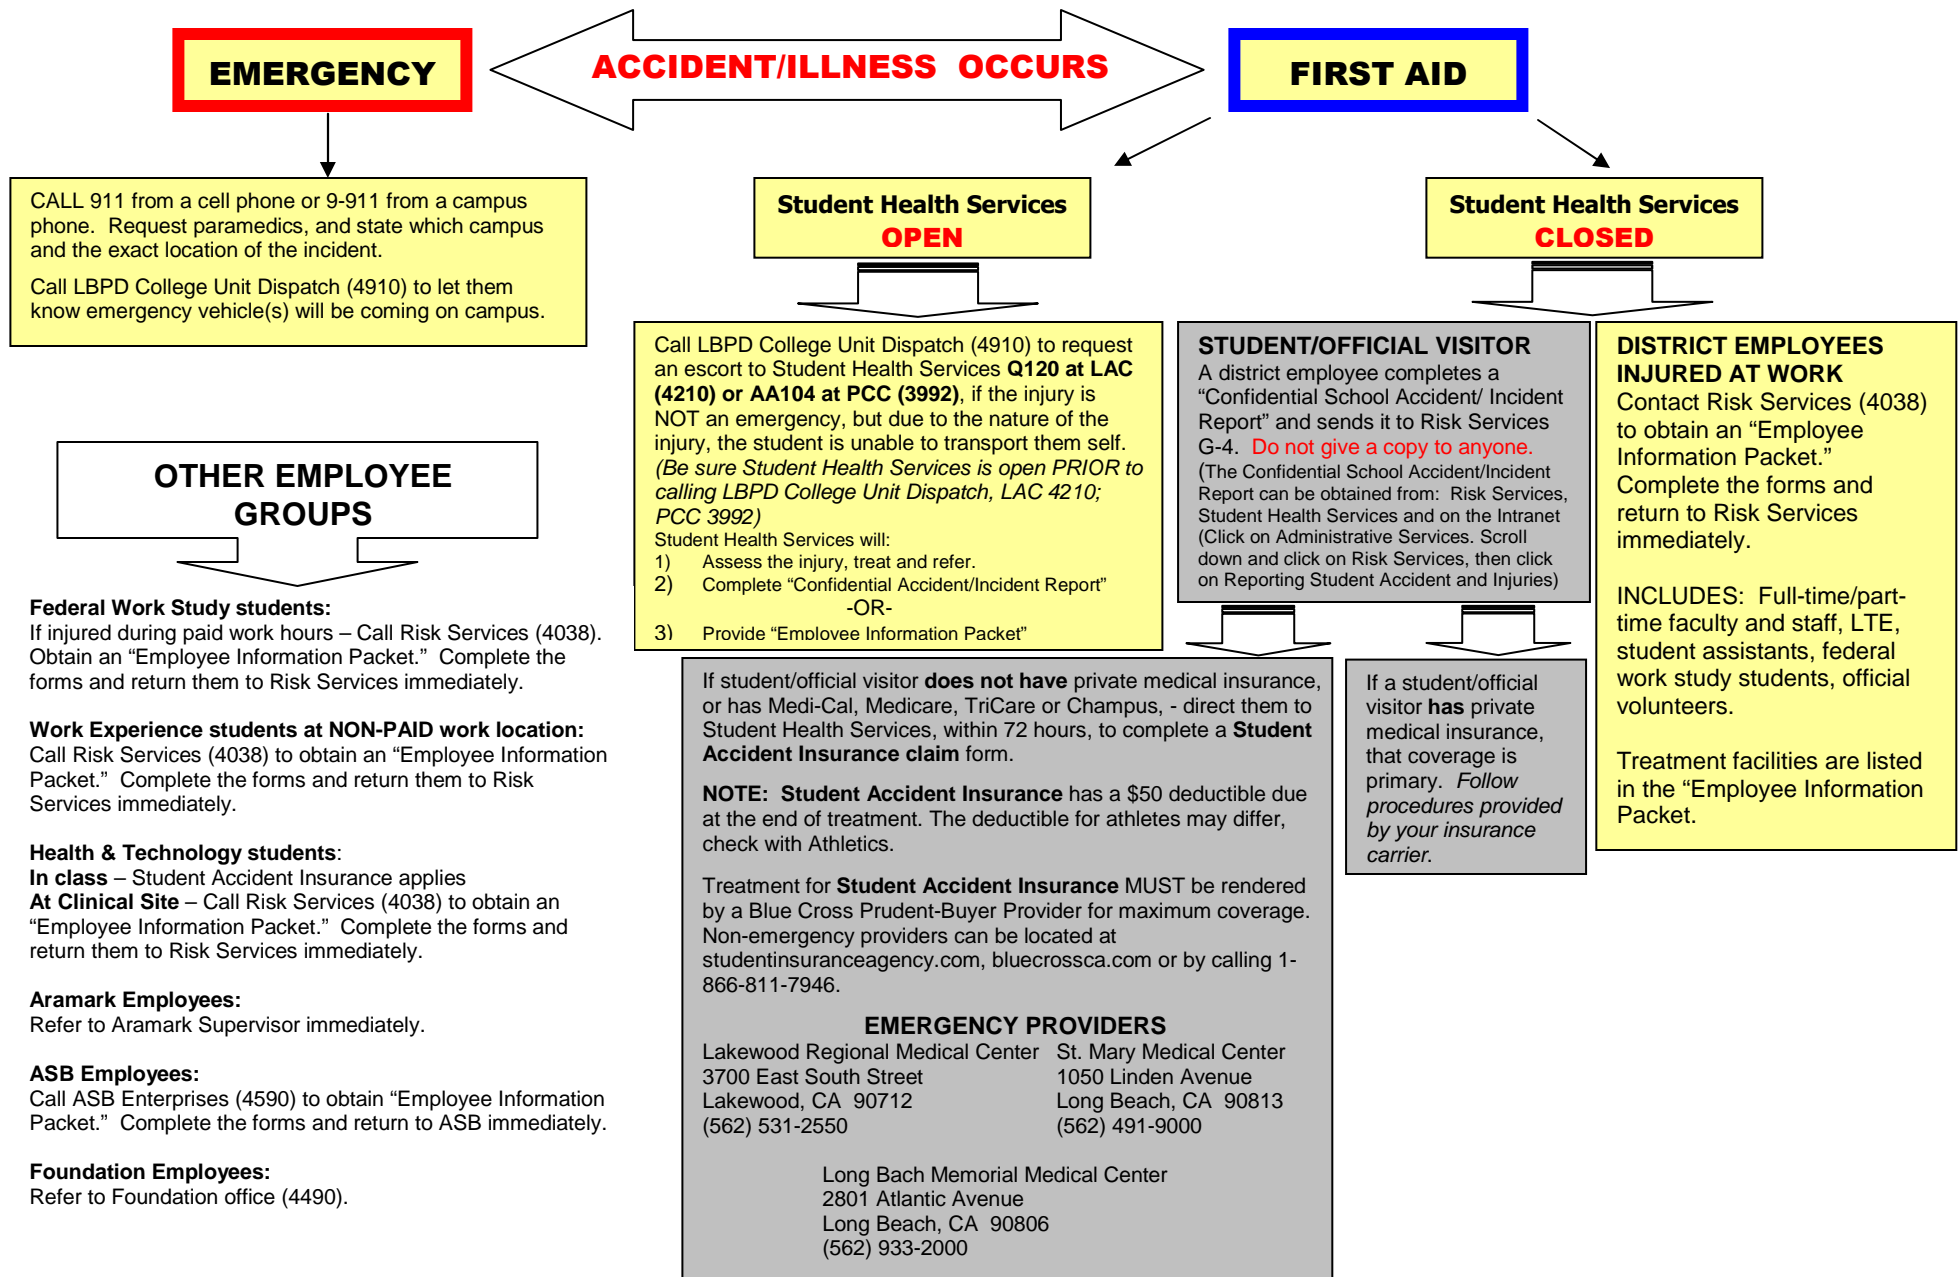 EMERGENCY
ACCIDENT/ILLNESS OCCURS
FIRST AID
CALL 911 from a cell phone or 9-911 from a campus
phone. Request paramedics, and state which campus
and the exact location of the incident.
Call LBPD College Unit Dispatch (4910) to let them
know emergency vehicle(s) will be coming on campus.
Student Health Services
OPEN
Student Health Services
CLOSED
Call LBPD College Unit Dispatch (4910) to request
an escort to Student Health Services Q120 at LAC
(4210) or AA104 at PCC (3992), if the injury is
NOT an emergency, but due to the nature of the
injury, the student is unable to transport them self.
(Be sure Student Health Services is open PRIOR to
calling LBPD College Unit Dispatch, LAC 4210;
PCC 3992)
Student Health Services will:
1) Assess the injury, treat and refer.
2) Complete “Confidential Accident/Incident Report”
-OR-
3) Provide “Employee Information Packet”
STUDENT/OFFICIAL VISITOR
A district employee completes a
“Confidential School Accident/ Incident
Report” and sends it to Risk Services
G-4. Do not give a copy to anyone.
(The Confidential School Accident/Incident
Report can be obtained from: Risk Services,
Student Health Services and on the Intranet
(Click on Administrative Services. Scroll
down and click on Risk Services, then click
on Reporting Student Accident and Injuries)
DISTRICT EMPLOYEES
INJURED AT WORK
Contact Risk Services (4038)
to obtain an “Employee
Information Packet.”
Complete the forms and
return to Risk Services
immediately.
INCLUDES: Full-time/part-
time faculty and staff, LTE,
student assistants, federal
work study students, official
volunteers.
Treatment facilities are listed
in the “Employee Information
Packet.
OTHER EMPLOYEE
GROUPS
Federal Work Study students:
If injured during paid work hours – Call Risk Services (4038).
Obtain an “Employee Information Packet.” Complete the
forms and return them to Risk Services immediately.
Work Experience students at NON-PAID work location:
Call Risk Services (4038) to obtain an “Employee Information
Packet.” Complete the forms and return them to Risk
Services immediately.
Health & Technology students:
In class – Student Accident Insurance applies
At Clinical Site – Call Risk Services (4038) to obtain an
“Employee Information Packet.” Complete the forms and
return them to Risk Services immediately.
Aramark Employees:
Refer to Aramark Supervisor immediately.
ASB Employees:
Call ASB Enterprises (4590) to obtain “Employee Information
Packet.” Complete the forms and return to ASB immediately.
Foundation Employees:
Refer to Foundation office (4490).
If student/official visitor does not have private medical insurance,
or has Medi-Cal, Medicare, TriCare or Champus, - direct them to
Student Health Services, within 72 hours, to complete a Student
Accident Insurance claim form.
NOTE: Student Accident Insurance has a $50 deductible due
at the end of treatment. The deductible for athletes may differ,
check with Athletics.
Treatment for Student Accident Insurance MUST be rendered
by a Blue Cross Prudent-Buyer Provider for maximum coverage.
Non-emergency providers can be located at
studentinsuranceagency.com, bluecrossca.com or by calling 1-
866-811-7946.
EMERGENCY PROVIDERS
Lakewood Regional Medical Center
3700 East South Street
Lakewood, CA 90712
(562) 531-2550
St. Mary Medical Center
1050 Linden Avenue
Long Beach, CA 90813
(562) 491-9000
Long Bach Memorial Medical Center
2801 Atlantic Avenue
Long Beach, CA 90806
(562) 933-2000
If a student/official
visitor has private
medical insurance,
that coverage is
primary. Follow
procedures provided
by your insurance
carrier.